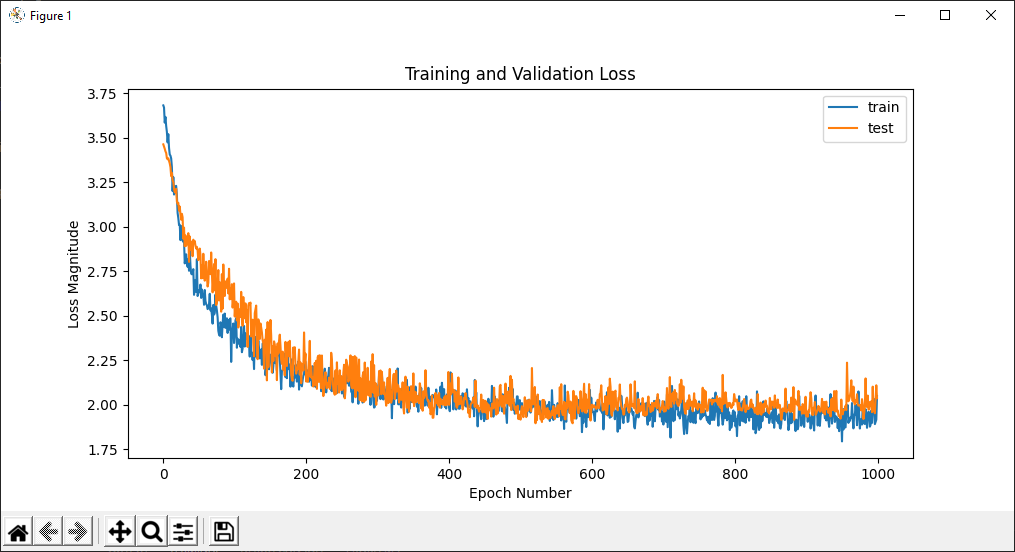 Figure 1
Training and Validation Loss
3.75
3.50
3.25
3.00
2.75
2.50
2.25
2.00
1.75
Loss Magnitude
train
test
0 200 400 600 800 1000
Epoch Number